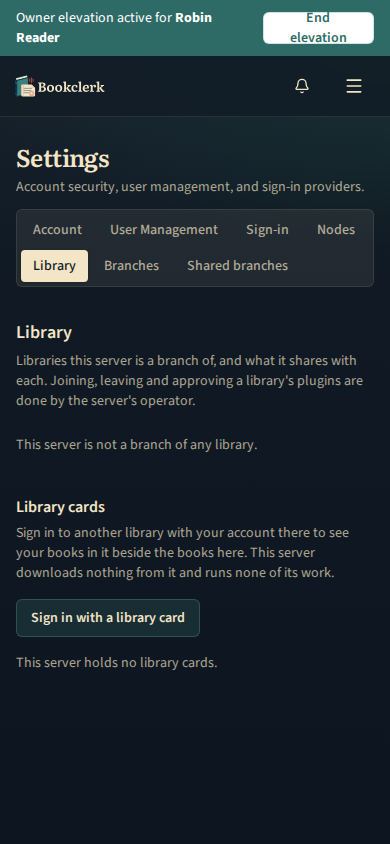 Owner elevation active for Robin
Reader
End
elevation
Bookclerk
Settings
Account security, user management, and sign-in providers.
Account
User Management
Sign-in
Nodes
Library
Branches
Shared branches
Library
Libraries this server is a branch of, and what it shares with
each. Joining, leaving and approving a library's plugins are
done by the server's operator.
This server is not a branch of any library.
Library cards
Sign in to another library with your account there to see
your books in it beside the books here. This server
downloads nothing from it and runs none of its work.
Sign in with a library card
This server holds no library cards.